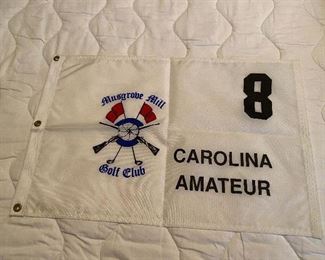 Musgrove Mill
Golf Club
8
CAROLINA
AMATEUR